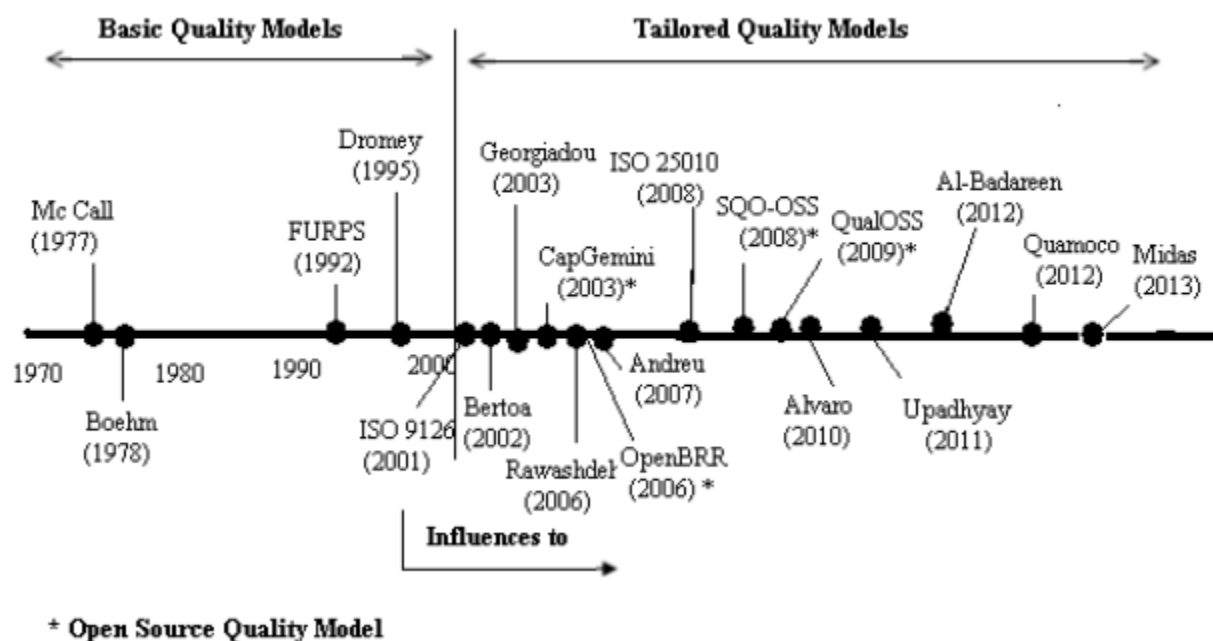 Basic Quality Models
Tailored Quality Models
Dromey
(1995)
Georgiadou
(2003)
ISO 25010
(2008)
Al-Badareen
(2012)
Mc Call
(1977)
FURPS
(1992)
CapGemini
(2003)*
SQO-OSS
(2008)*
QualOSS
(2009)*
Quamoco
(2012)
Midas
(2013)
1970
1980
1990
2000
Boehm
(1978)
ISO 9126
(2001)
Bertoa
(2002)
Rawashdeh
(2006)
OpenBRR
(2006) *
Andreu
(2007)
Alvaro
(2010)
Upadhyay
(2011)
Influences to
* Open Source Quality Model